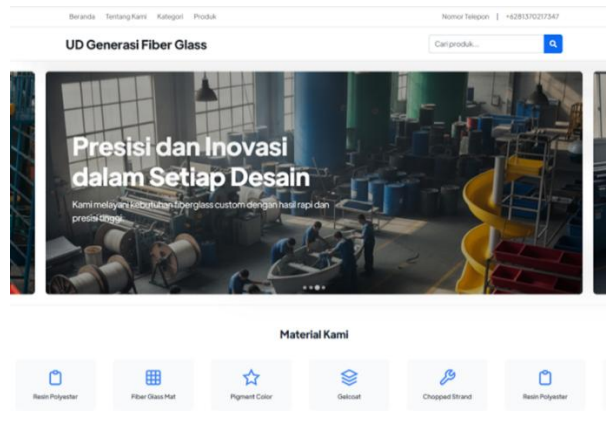 Beranda Tentang Kami Kategori Produk Nomor Telepon | +6281370217347
UD Generasi Fiber Glass
Cari produk...
Presisi dan Inovasi
dalam Setiap Desain
Kami melayani kebutuhan fiberglass custom dengan hasil rapi dan
presisi tinggi.
Material Kami
Resin Polyester Fiber Glass Mat Pigment Color Gelcoat Chopped Strand Resin Polyester